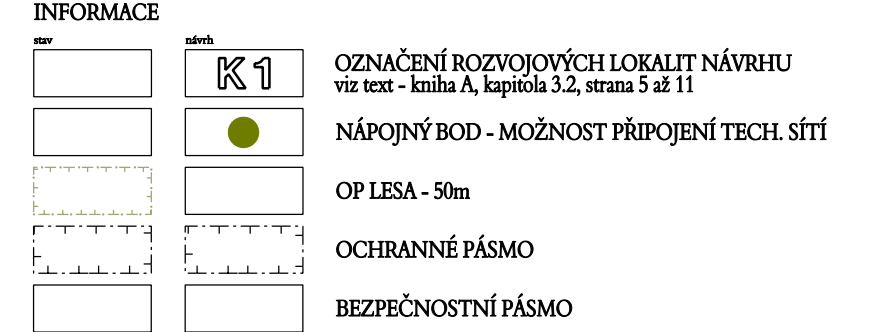 INFORMACE
stav návrh
K1 OZNAČENÍ ROZVOJOVÝCH LOKALIT NÁVRHU
viz text - kniha A, kapitola 3.2, strana 5 až 11
NÁPOJNÝ BOD - MOŽNOST PŘIPOJENÍ TECH. SÍTÍ
OP LESA - 50m
OCHRANNÉ PÁSMO
BEZPEČNOSTNÍ PÁSMO